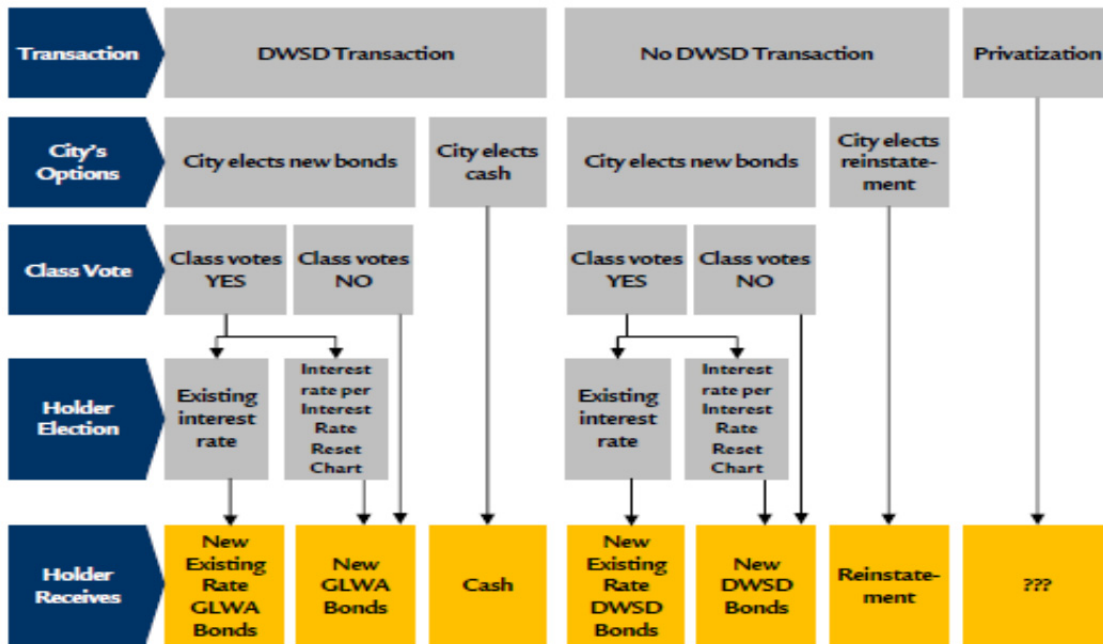 Transaction
DWSD Transaction
No DWSD Transaction
Privatization
City's
Options
City elects new bonds
City elects
cash
City elects new bonds
City elects
reinstate-
ment
Class Vote
Class votes
YES
Class votes
NO
Class votes
YES
Class votes
NO
Holder
Election
Existing
interest
rate
Interest
rate per
Interest
Rate
Reset
Chart
Existing
interest
rate
Interest
rate per
Interest
Rate
Reset
Chart
Holder
Receives
New
Existing
Rate
GLWA
Bonds
New
GLWA
Bonds
Cash
New
Existing
Rate
DWSD
Bonds
New
DWSD
Bonds
Reinstate-
ment
???